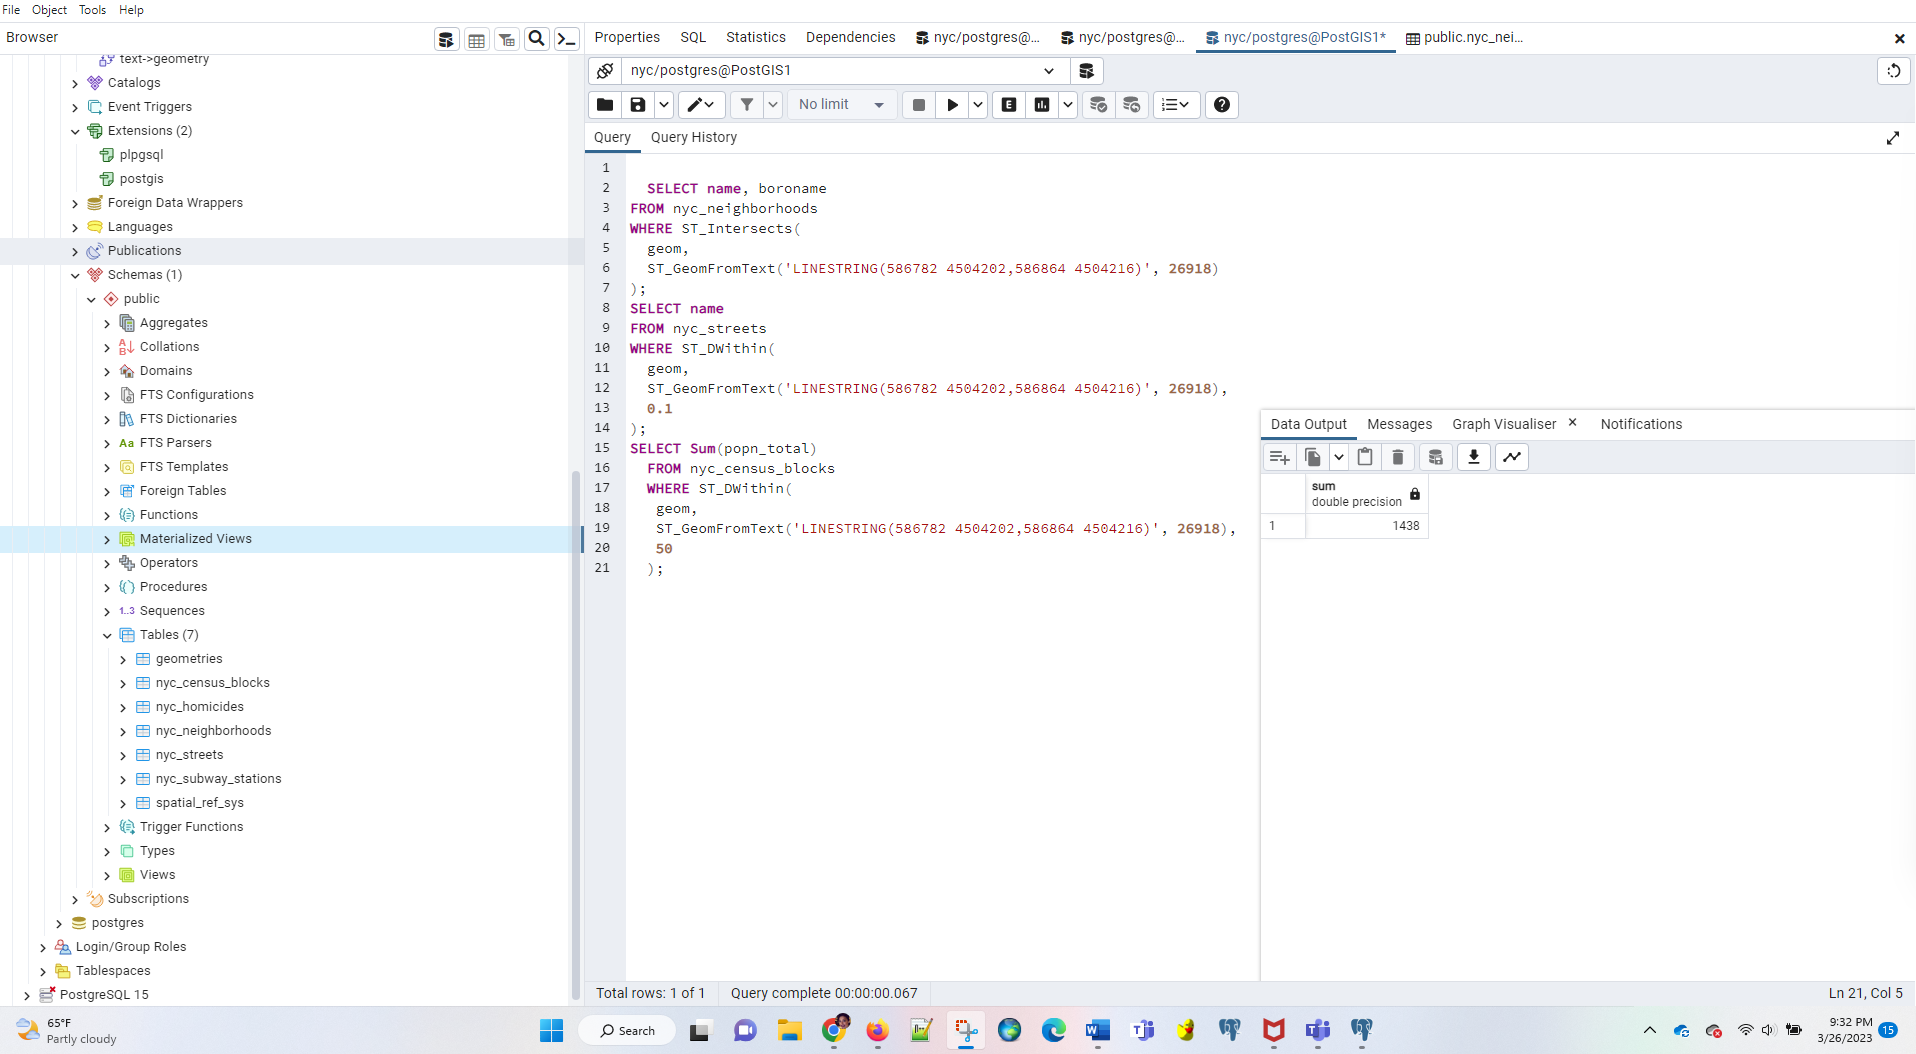 File Object Tools Help
Browser
Properties SQL Statistics Dependencies nyc/postgres@... nyc/postgres@... nyc/postgres@PostGIS1* public.nyc_nei...
text->geometry
Catalogs
Event Triggers
Extensions (2)
plpgsql
postgis
Foreign Data Wrappers
Languages
Publications
Schemas (1)
public
Aggregates
Collations
Domains
FTS Configurations
FTS Dictionaries
Aa FTS Parsers
FTS Templates
Foreign Tables
Functions
Materialized Views
Operators
Procedures
1..3 Sequences
Tables (7)
geometries
nyc_census_blocks
nyc_homicides
nyc_neighborhoods
nyc_streets
nyc_subway_stations
spatial_ref_sys
Trigger Functions
Types
Views
Subscriptions
postgres
Login/Group Roles
Tablespaces
PostgreSQL 15
nyc/postgres@PostGIS1
No limit
E
Query Query History
1
2 SELECT name, boroname
3 FROM nyc_neighborhoods
4 WHERE ST_Intersects(
5 geom,
6 ST_GeomFromText('LINESTRING(586782 4504202,586864 4504216)', 26918)
7 );
8 SELECT name
9 FROM nyc_streets
10 WHERE ST_DWithin(
11 geom,
12 ST_GeomFromText('LINESTRING(586782 4504202,586864 4504216)', 26918),
13 0.1
14 );
15 SELECT Sum(popn_total)
16 FROM nyc_census_blocks
17 WHERE ST_DWithin(
18 geom,
19 ST_GeomFromText('LINESTRING(586782 4504202,586864 4504216)', 26918),
20 50
21 );
Data Output Messages Graph Visualiser Notifications
sum
double precision
1 1438
Total rows: 1 of 1 Query complete 00:00:00.067 Ln 21, Col 5
65°F
Partly cloudy
Search
9:32 PM
3/26/2023
15